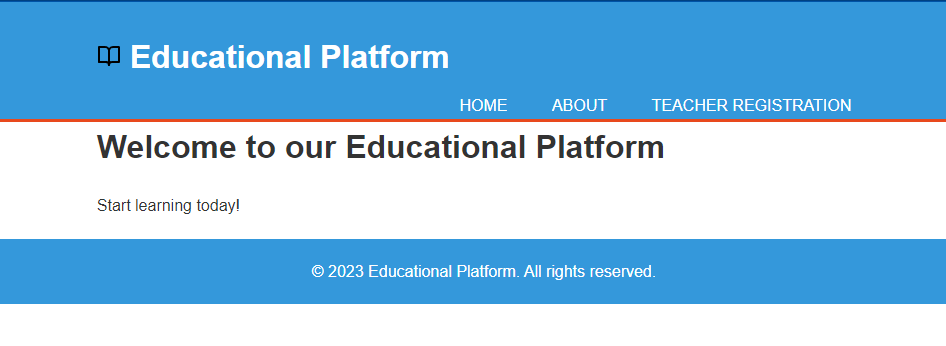 Educational Platform
HOME ABOUT TEACHER REGISTRATION
Welcome to our Educational Platform
Start learning today!
© 2023 Educational Platform. All rights reserved.